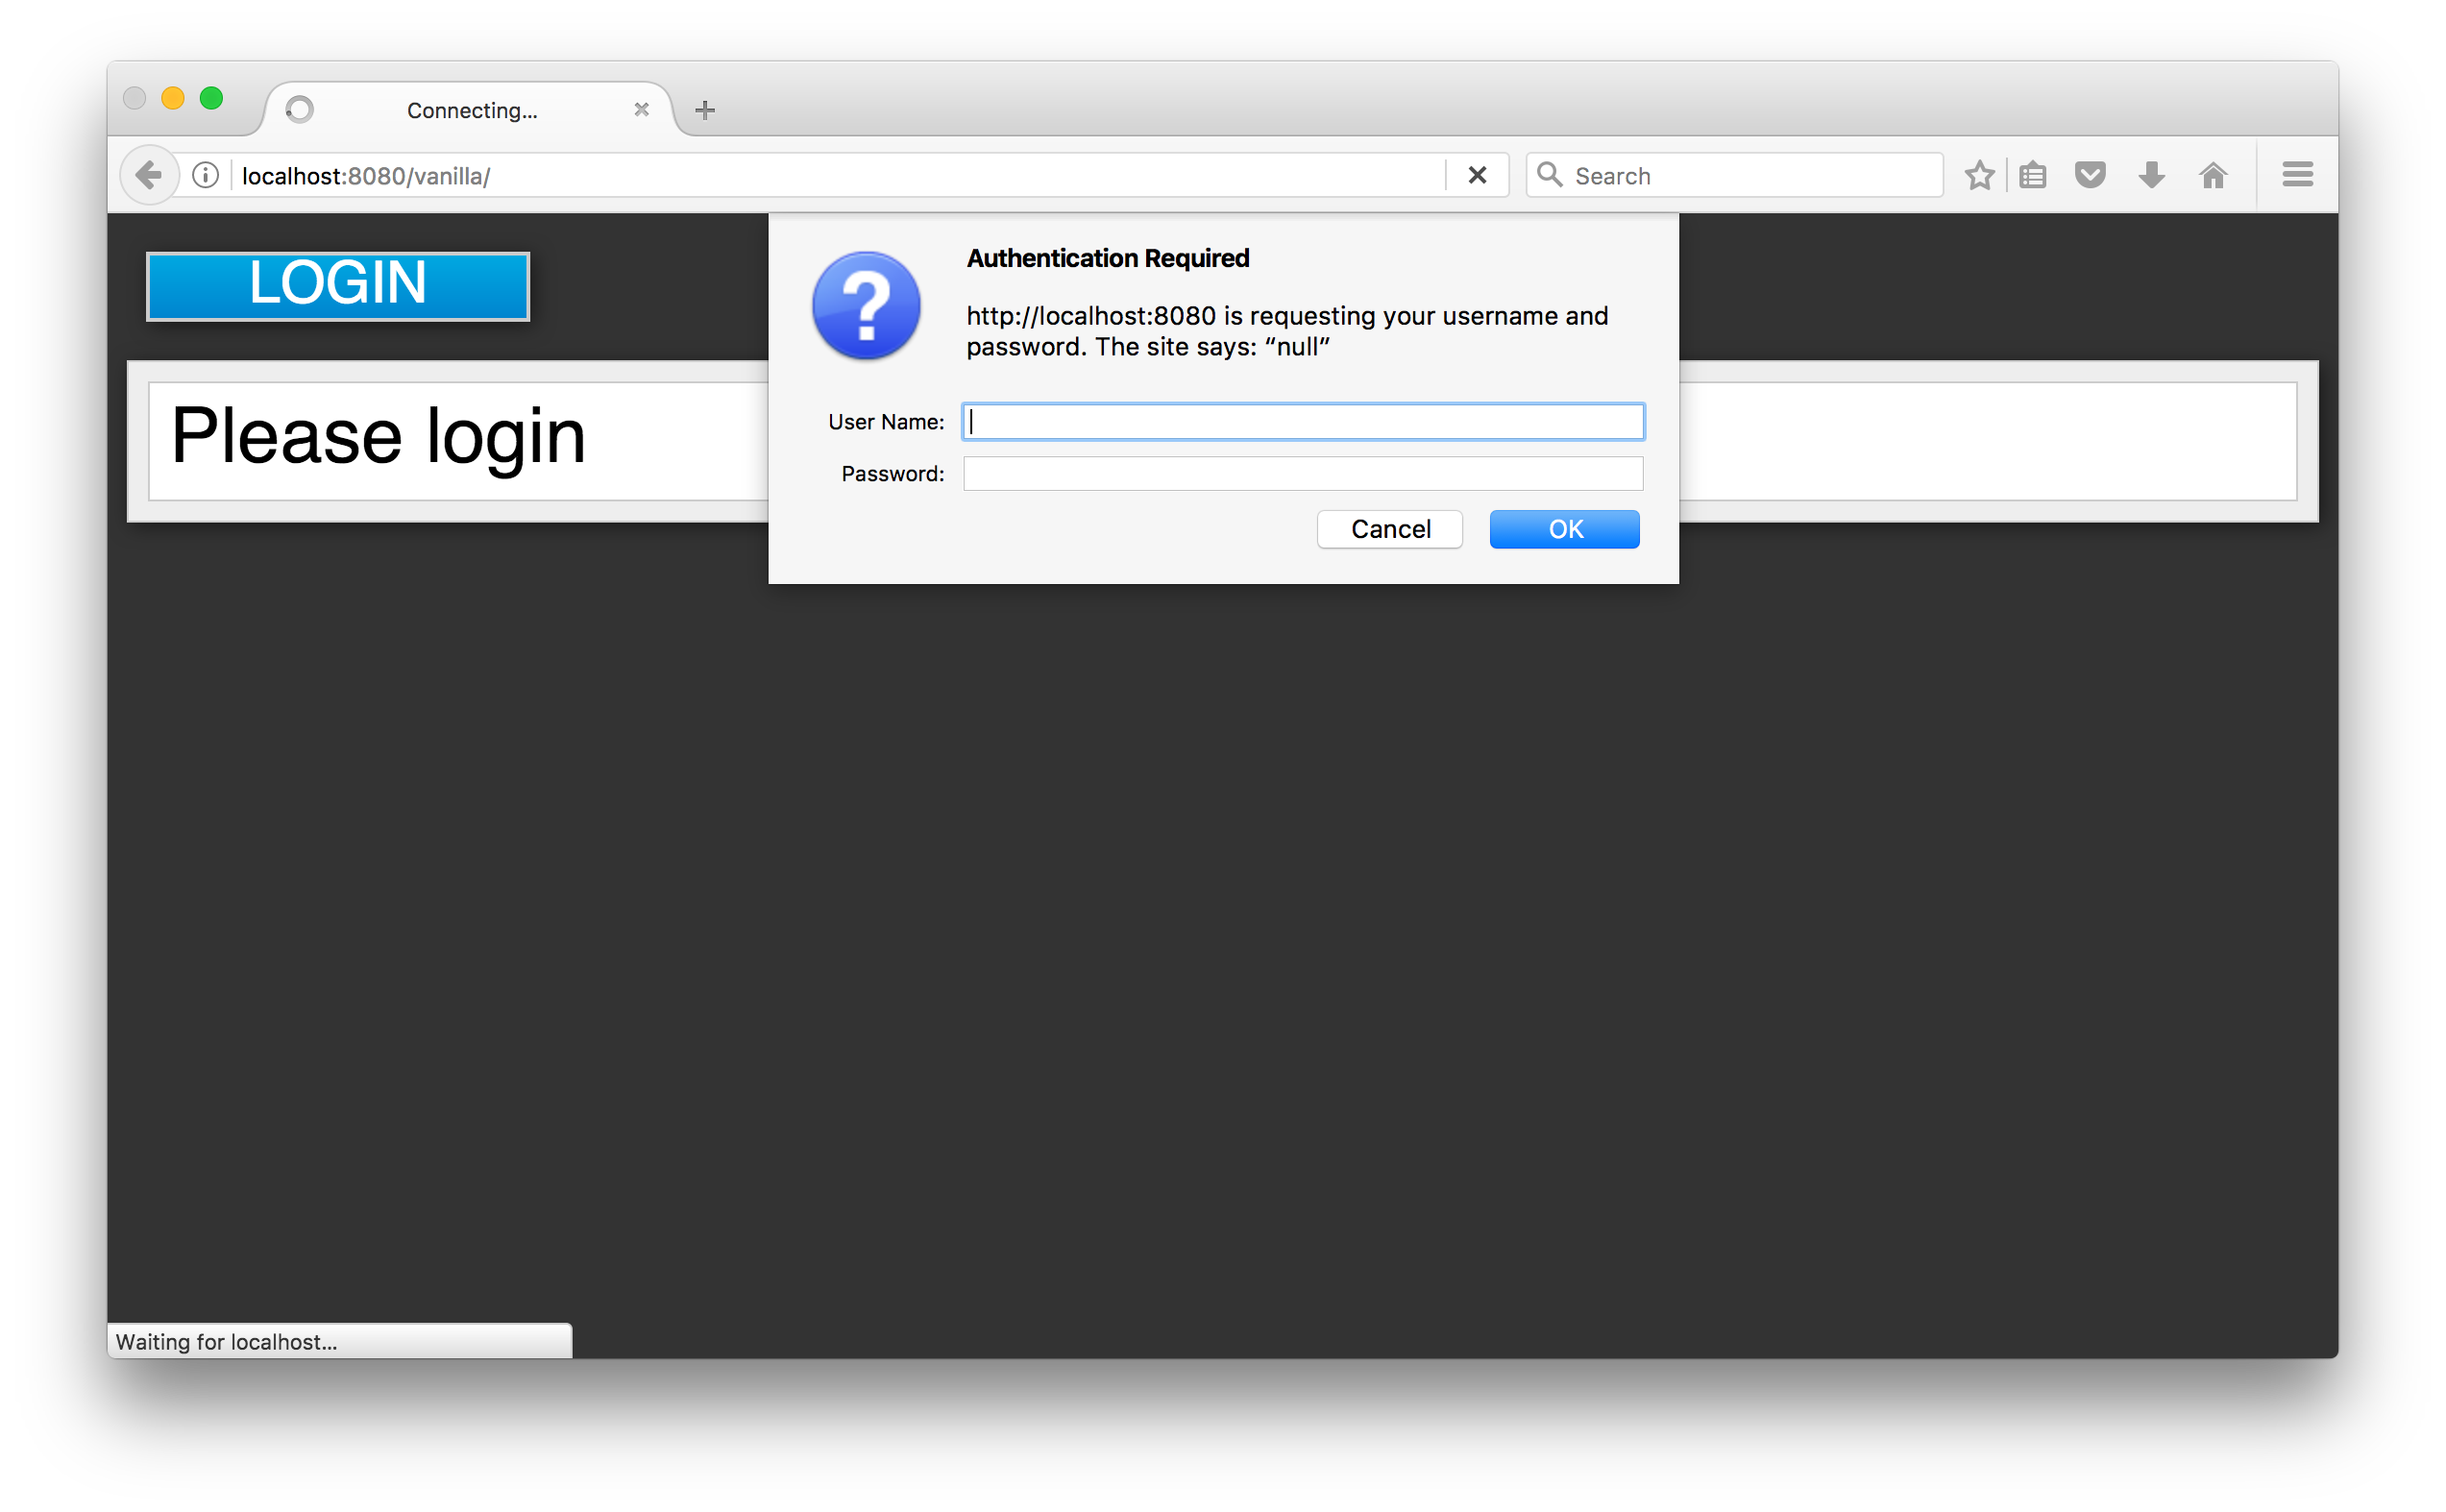 Connecting...
localhost:8080/vanilla/
Search
LOGIN
Please login
Authentication Required
http://localhost:8080 is requesting your username and
password. The site says: “null”
User Name:
Password:
Cancel
OK
Waiting for localhost...